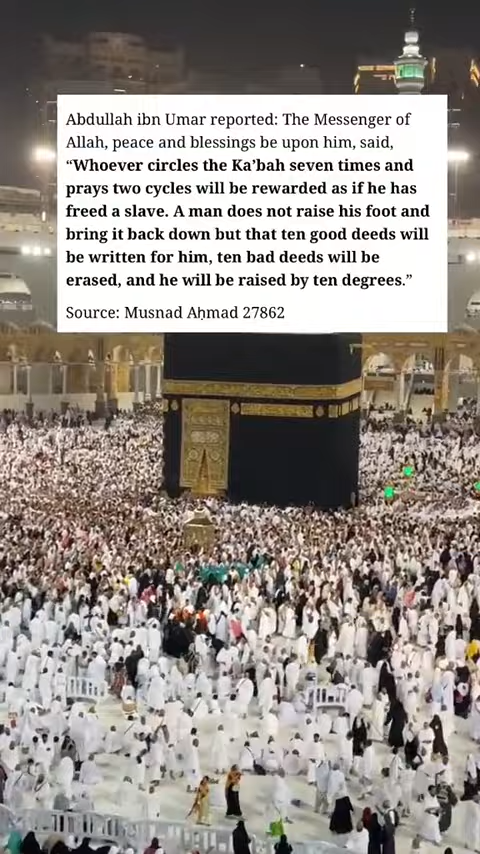 Abdullah ibn Umar reported: The Messenger of
Allah, peace and blessings be upon him, said,
“Whoever circles the Ka’bah seven times and
prays two cycles will be rewarded as if he has
freed a slave. A man does not raise his foot and
bring it back down but that ten good deeds will
be written for him, ten bad deeds will be
erased, and he will be raised by ten degrees.”
Source: Musnad Aḥmad 27862